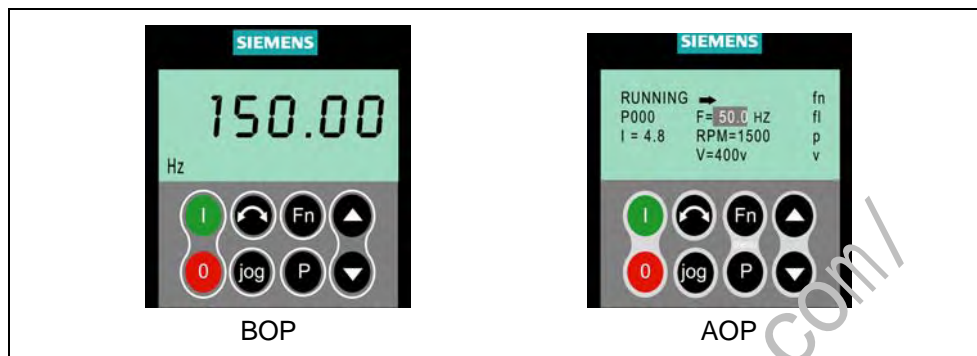 SIEMENS
150.00
Hz
I
Fn
0
jog
P
BOP
SIEMENS
RUNNING fn
P000 F= 50.0 HZ fl
I = 4.8 RPM=1500 p
V=400v v
I
Fn
0
jog
P
AOP
com/